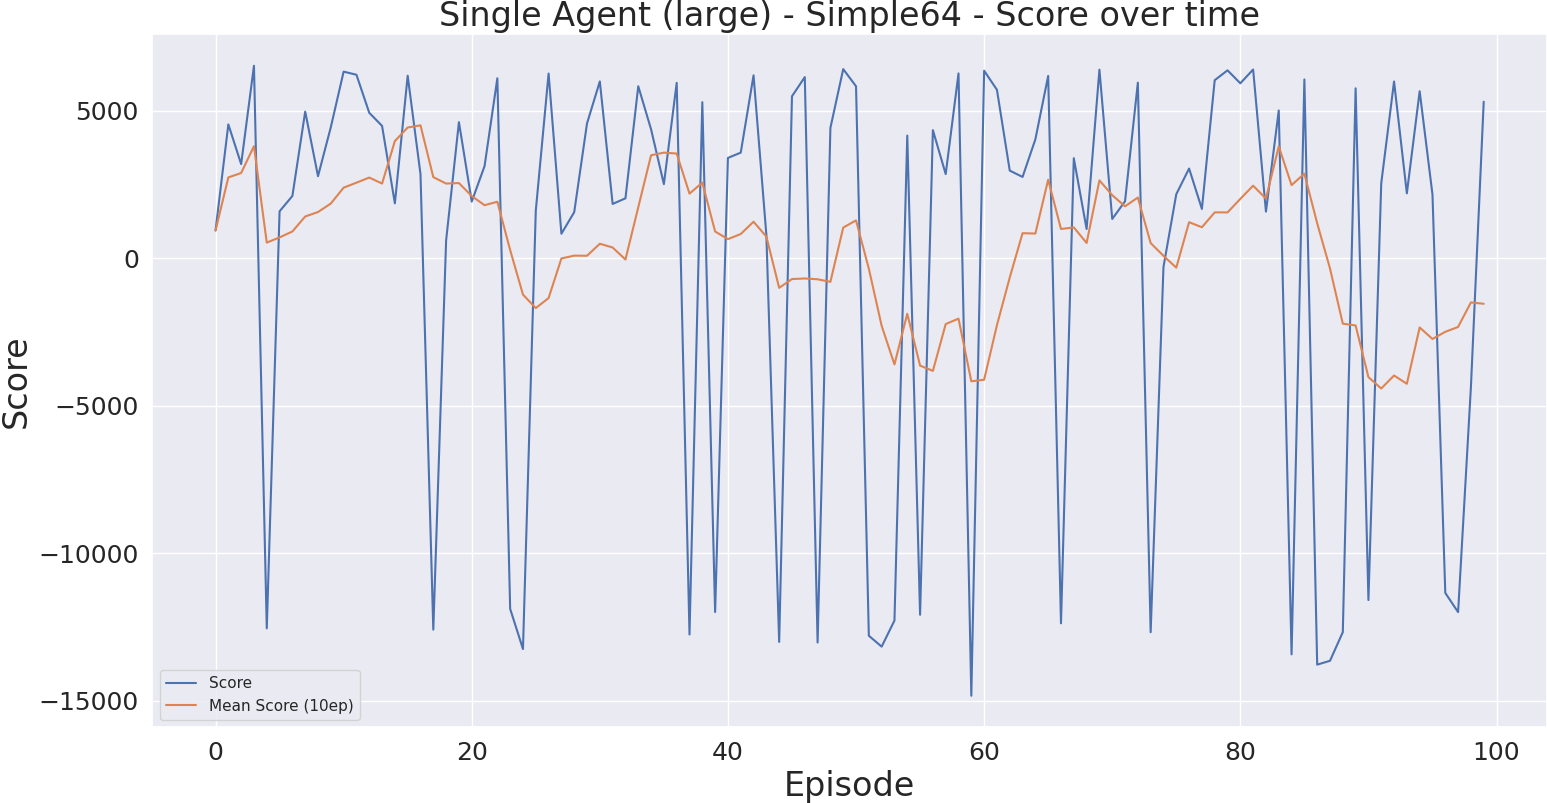 Single Agent (large) - Simple64 - Score over time
5000
0
−5000
−10000
−15000
Score
Score
Mean Score (10ep)
0 20 40 60 80 100
Episode